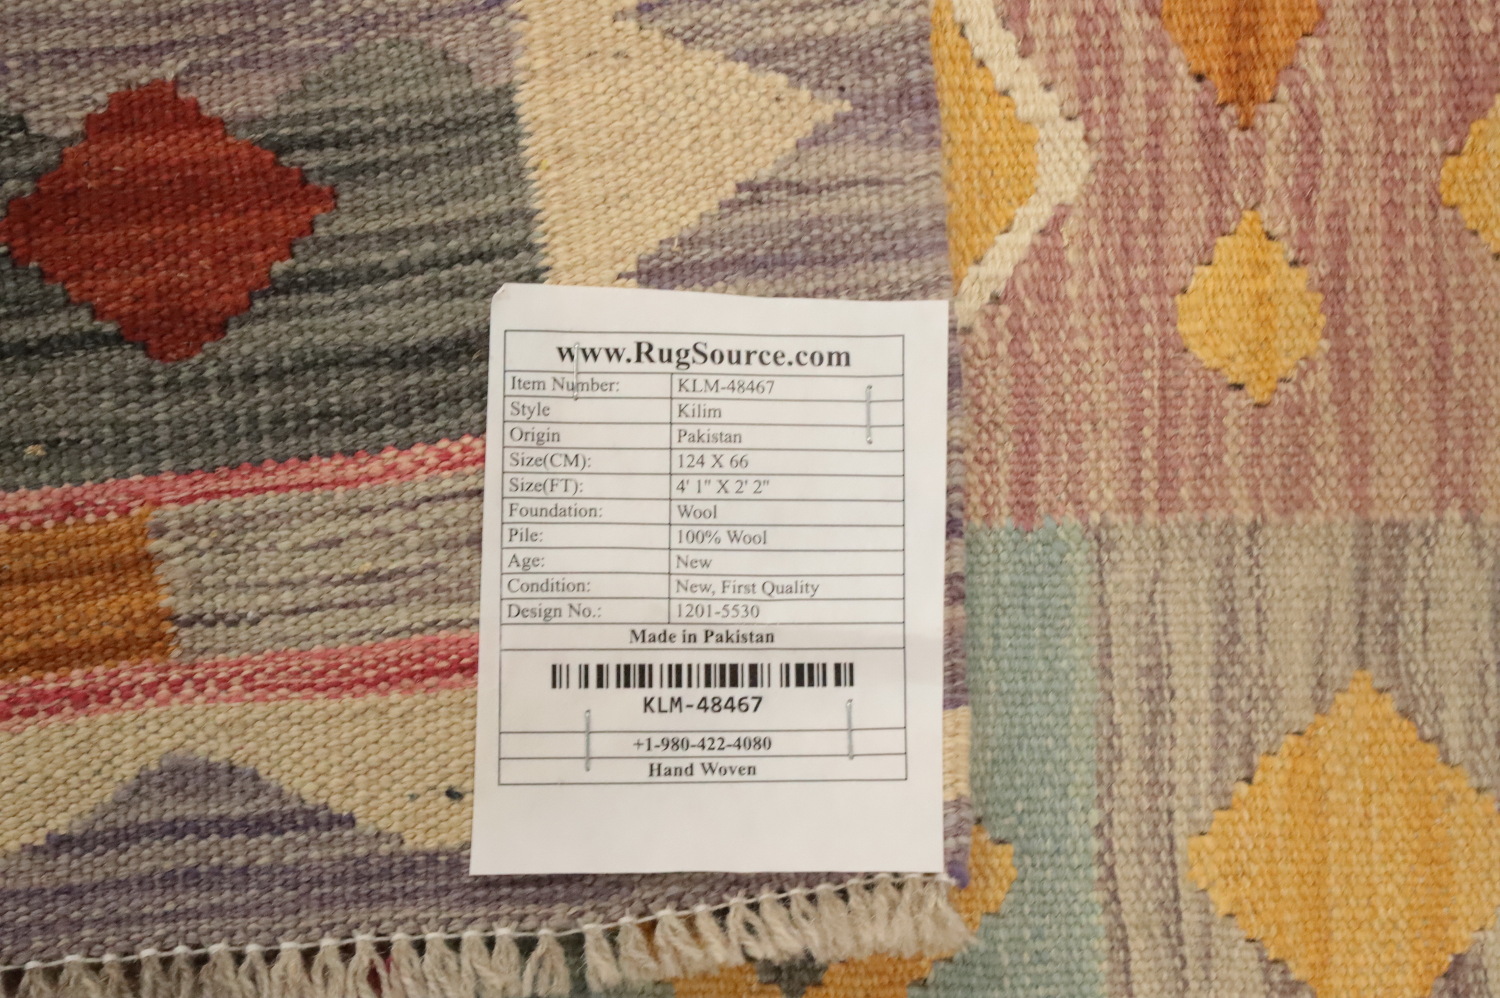 www.RugSource.com
Item Number: KLM-48467
Style Kilim
Origin Pakistan
Size(CM): 124 X 66
Size(FT): 4' 1" X 2' 2"
Foundation: Wool
Pile: 100% Wool
Age: New
Condition: New, First Quality
Design No.: 1201-5530
Made in Pakistan
KLM-48467
+1-980-422-4080
Hand Woven